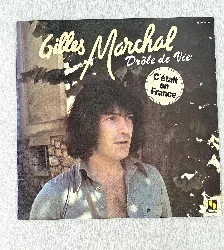 Gilles Marchal
Drôle de Vie
C'était
en
France